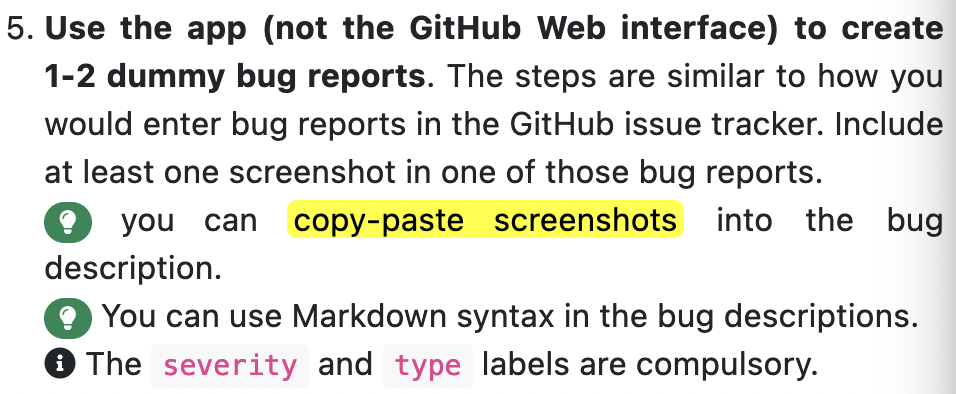 5. Use the app (not the GitHub Web interface) to create
1-2 dummy bug reports. The steps are similar to how you
would enter bug reports in the GitHub issue tracker. Include
at least one screenshot in one of those bug reports.
you can copy-paste screenshots into the bug
description.
You can use Markdown syntax in the bug descriptions.
The severity and type labels are compulsory.